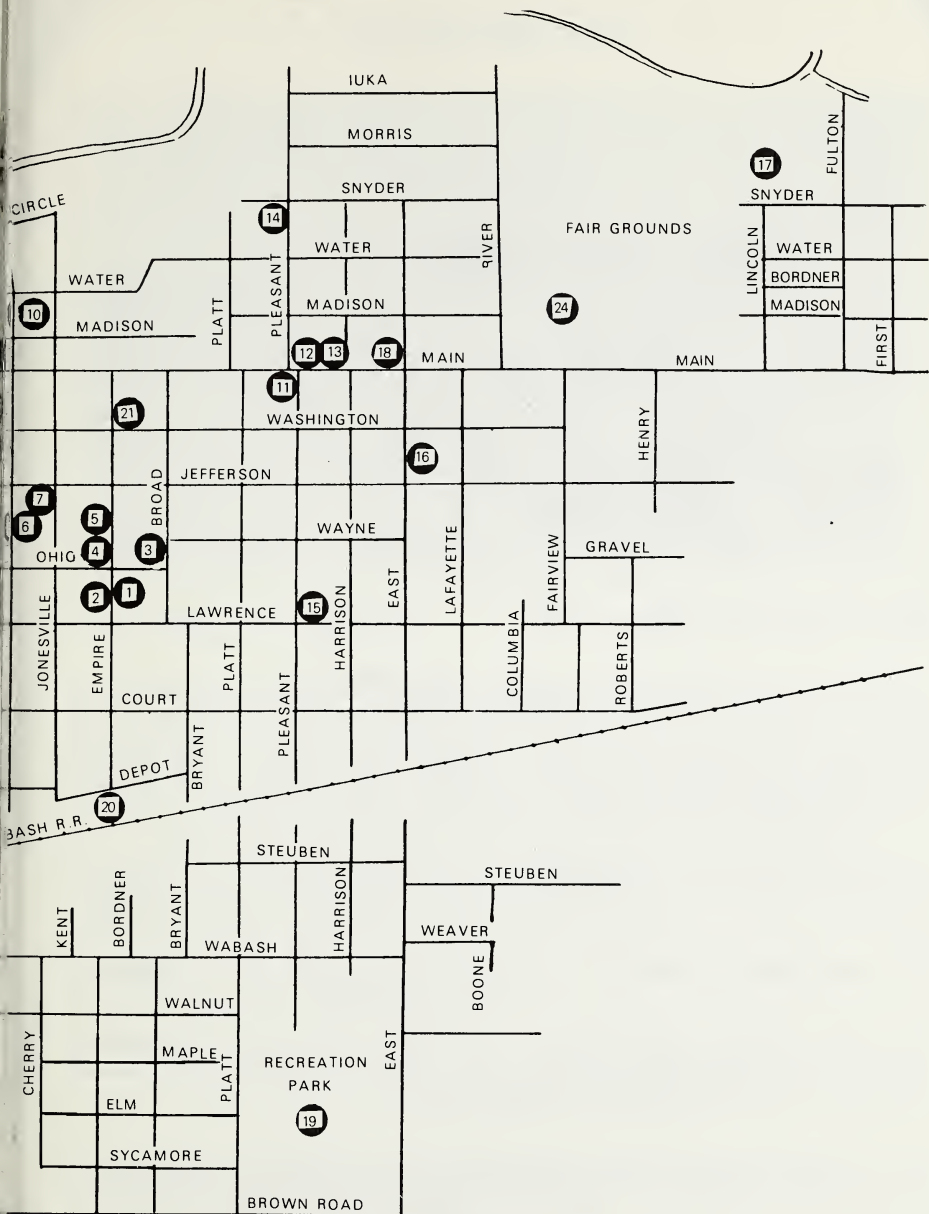 IUKA
MORRIS
FULTON
17
SNYDER
SNYDER
CIRCLE
14
FAIR GROUNDS
RIVER
WATER
LINCOLN
WATER
WATER
PLEASANT
BORDNER
10
PLATT
MADISON
24
MADISON
MADISON
FIRST
12
13
18
MAIN
MAIN
11
21
WASHINGTON
HENRY
16
BROAD
JEFFERSON
7
6
5
WAYNE
OHIO
4
3
LAFAYETTE
FAIRVIEW
GRAVEL
EAST
HARRISON
2
1
15
LAWRENCE
JONESVILLE
EMPIRE
PLATT
COLUMBIA
ROBERTS
COURT
PLEASANT
BRYANT
DEPOT
20
BASH R.R.
STEUBEN
STEUBEN
KENT
BORDNER
BRYANT
HARRISON
WEAVER
WABASH
BOONE
WALNUT
CHERRY
MAPLE
PLATT
RECREATION
PARK
EAST
ELM
19
SYCAMORE
BROWN ROAD